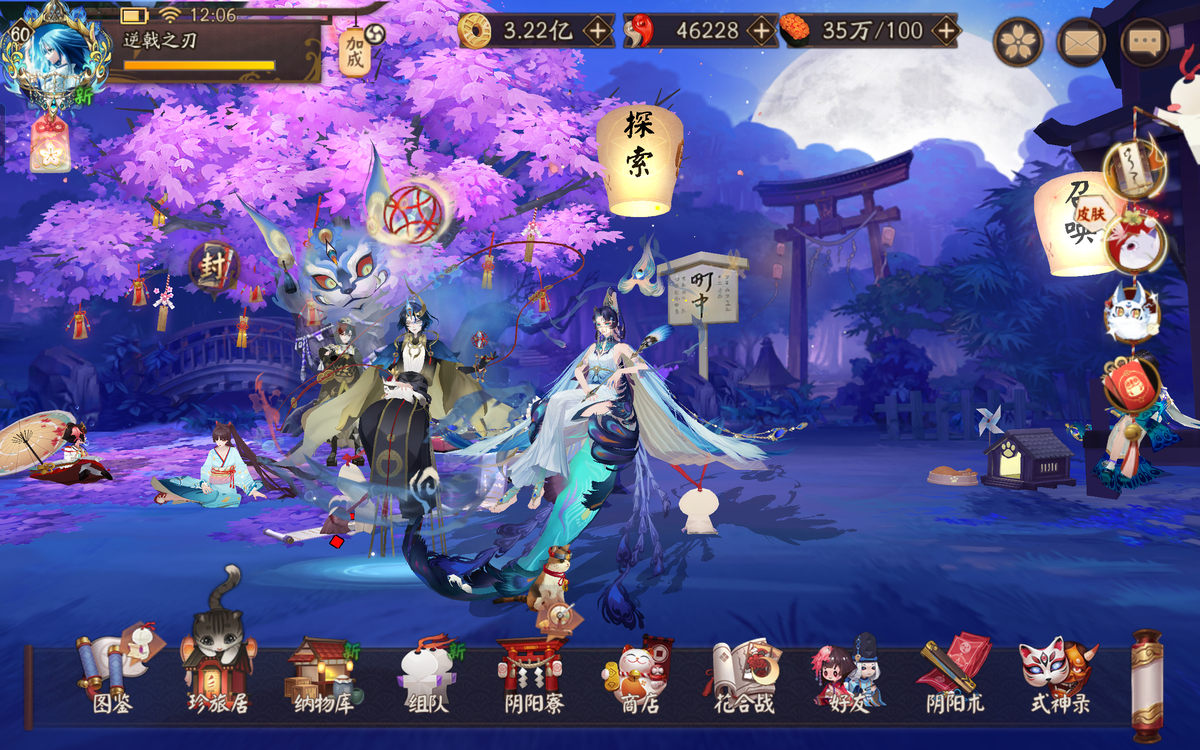 60
12:06
逆戟之刃
新
加成
3.22亿
46228
35万/100
探索
召唤
皮肤
封
町中
图鉴
珍旅居
纳物库
新
组队
新
阴阳寮
商店
花合战
好友
阴阳术
式神录